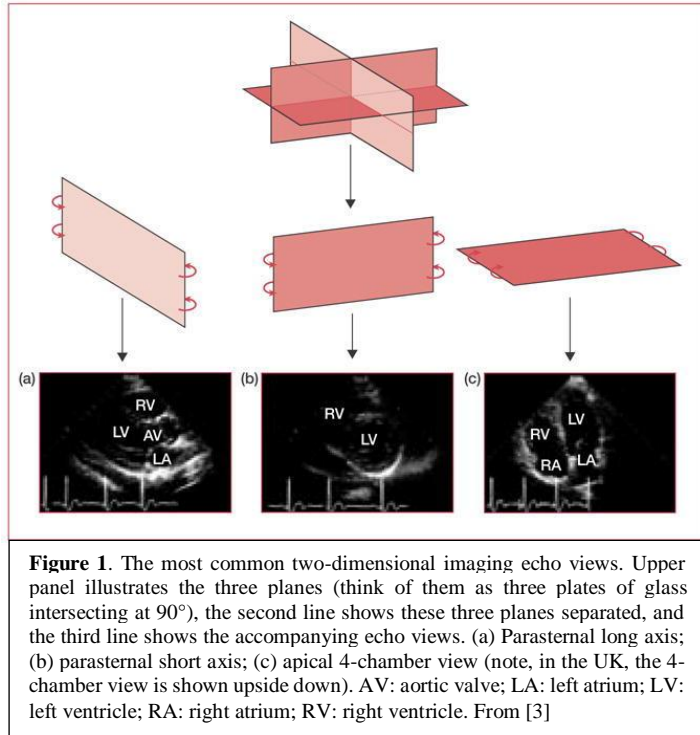 (a)
RV
LV
AV
LA
(b)
RV
LV
(c)
LV
RV
RA
LA
Figure 1. The most common two-dimensional imaging echo views. Upper
panel illustrates the three planes (think of them as three plates of glass
intersecting at 90°), the second line shows these three planes separated, and
the third line shows the accompanying echo views. (a) Parasternal long axis;
(b) parasternal short axis; (c) apical 4-chamber view (note, in the UK, the 4-
chamber view is shown upside down). AV: aortic valve; LA: left atrium; LV:
left ventricle; RA: right atrium; RV: right ventricle. From [3]